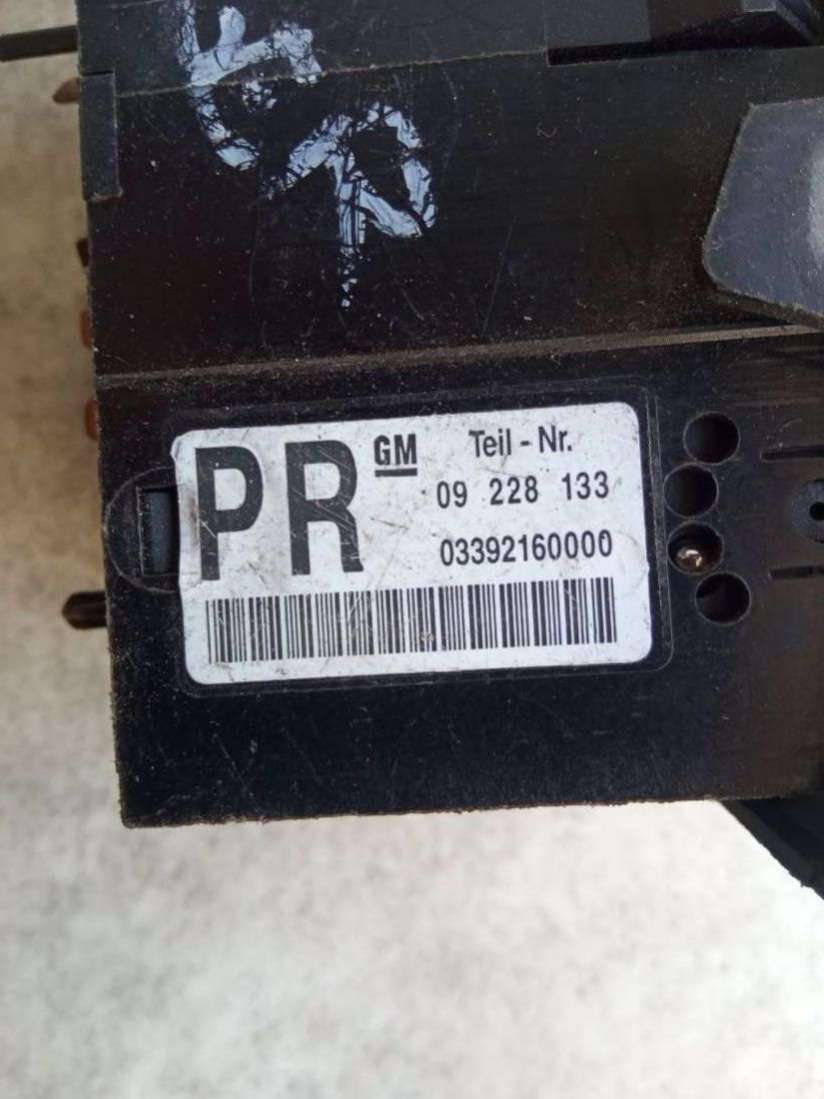 PR GM Teil - Nr.
09 228 133
03392160000